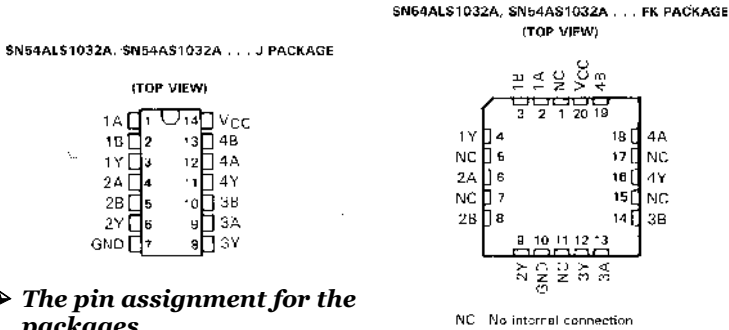 SN54ALS1032A, SN54AS1032A . . . J PACKAGE
(TOP VIEW)
1A 1 14 VCC
1B 2 13 4B
1Y 3 12 4A
2A 4 11 4Y
2B 5 10 3B
2Y 6 9 3A
GND 7 8 3Y
The pin assignment for the
packages
SN54ALS1032A, SN54AS1032A . . . FK PACKAGE
(TOP VIEW)
1B 1A NC VCC 4B
3 2 1 20 19
1Y 4 18 4A
NC 5 17 NC
2A 6 16 4Y
NC 7 15 NC
2B 8 14 3B
9 10 11 12 13
2Y GND NC 3Y 3A
NC No internal connection